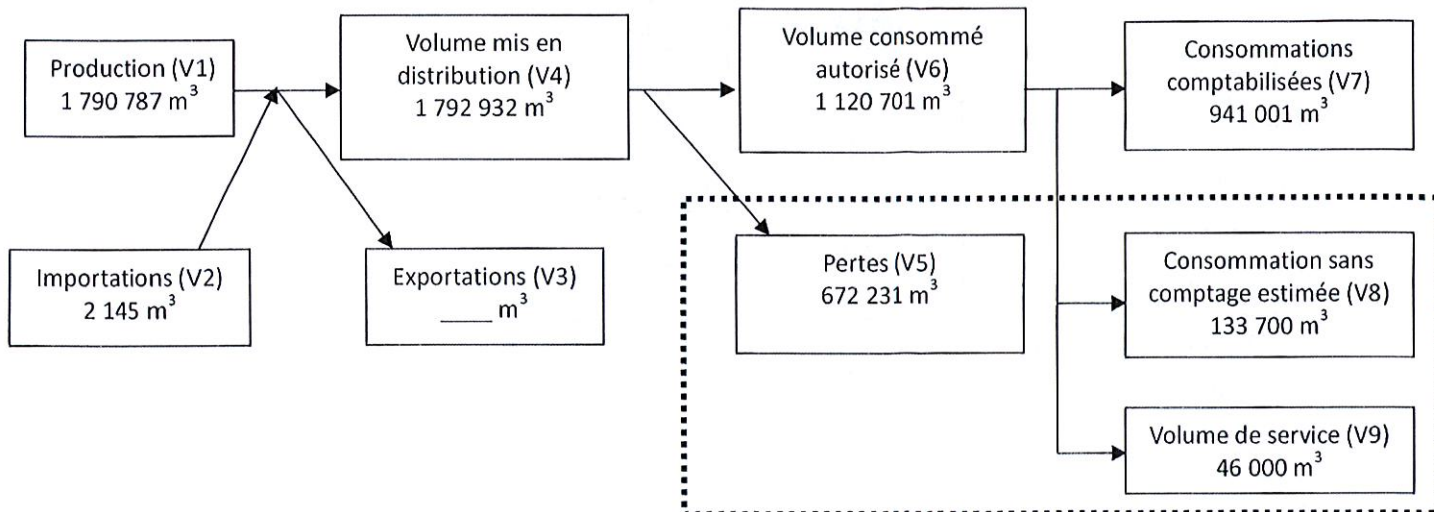 Production (V1)
1 790 787 m³
Volume mis en
distribution (V4)
1 792 932 m³
Volume consommé
autorisé (V6)
1 120 701 m³
Consommations
comptabilisées (V7)
941 001 m³
Importations (V2)
2 145 m³
Exportations (V3)
____ m³
Pertes (V5)
672 231 m³
Consommation sans
comptage estimée (V8)
133 700 m³
Volume de service (V9)
46 000 m³